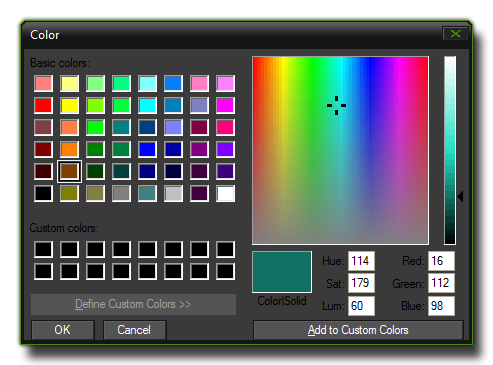 Color
Basic colors:
Custom colors:
Define Custom Colors >>
OK
Cancel
Color|Solid
Hue: 114
Sat: 179
Lum: 60
Red: 16
Green: 112
Blue: 98
Add to Custom Colors